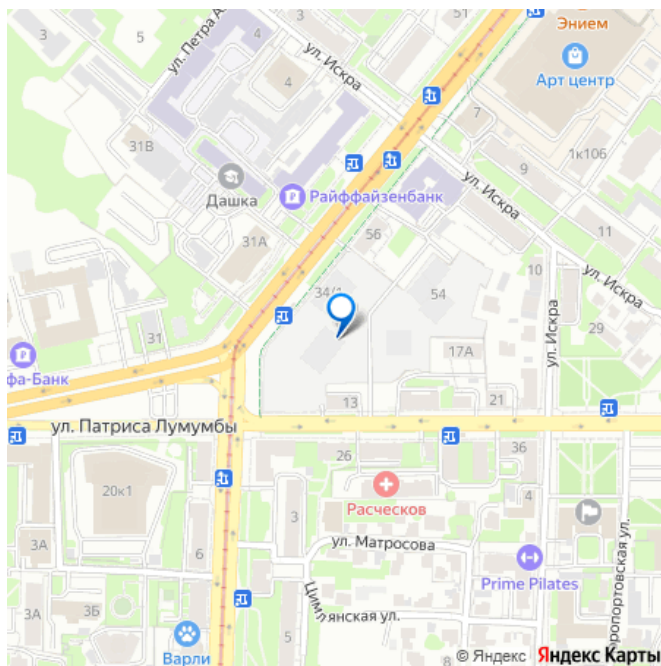 51
Энием
3
5
ул. Петра А
4
ул. Искра
Арт центр
4
7
31В
9
1к106
Дашка
Райффайзенбанк
ул. Искра
31А
56
11
10
ул. Искра
34/1
54
31
29
фа-Банк
17А
ул. Искра
13
21
ул. Патриса Лумумбы
26
36
20к1
Расческов
4
3
3А
6
ул. Матросова
Prime Pilates
эропортовская ул.
Цимлянская ул.
3А
3Б
5
Варли
© Яндекс Яндекс Карты